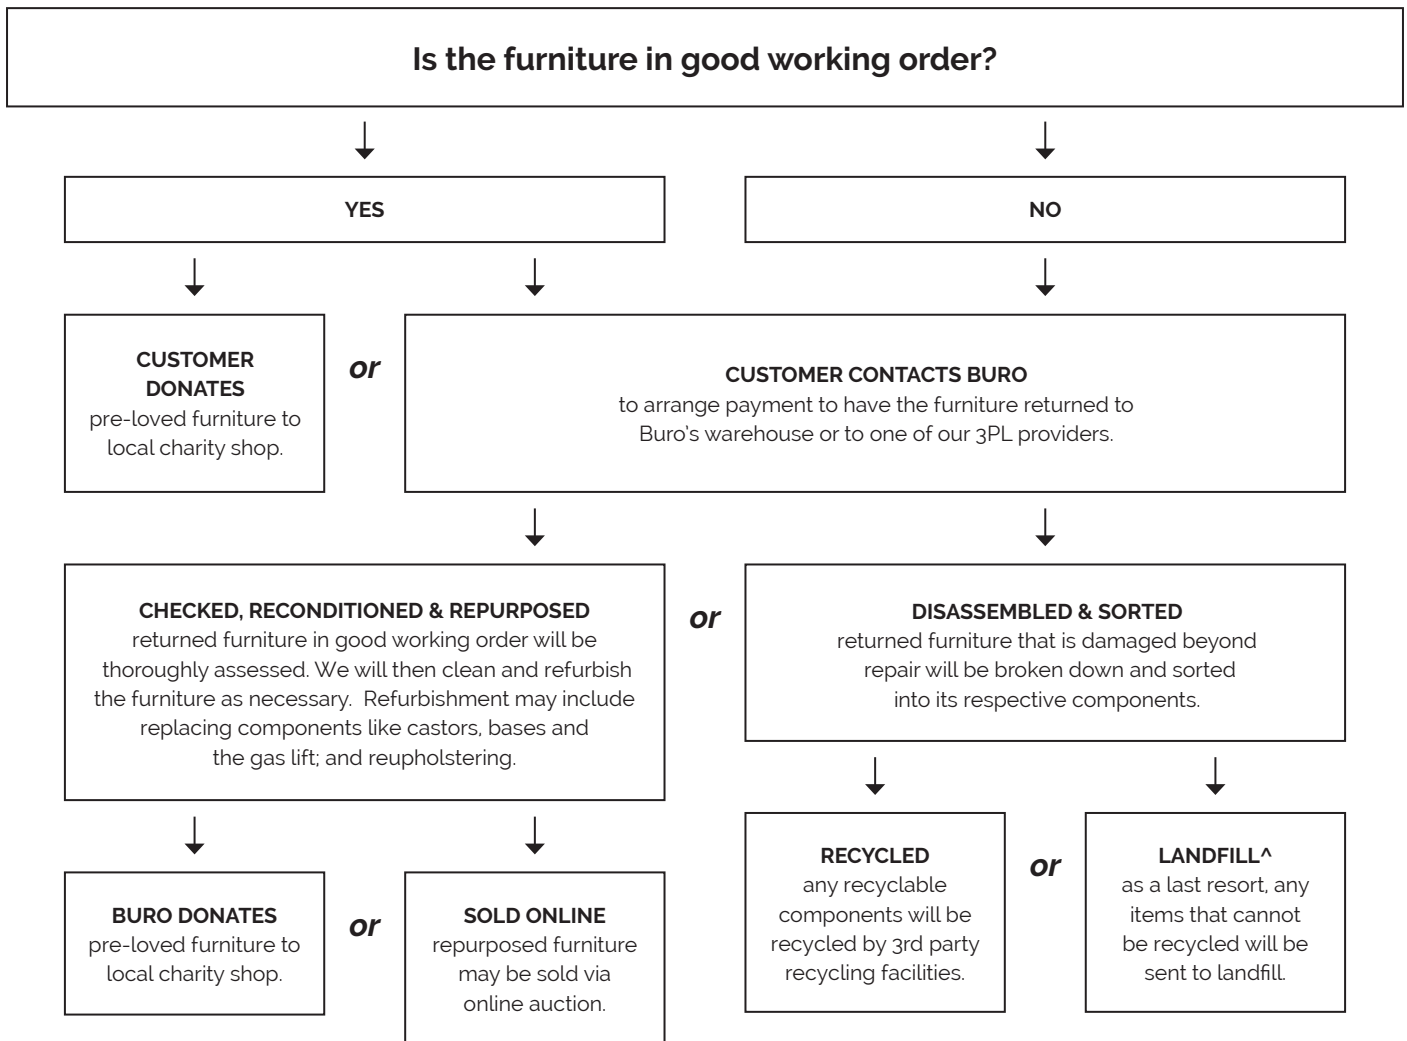 Is the furniture in good working order?
YES
NO
CUSTOMER
DONATES
pre-loved furniture to
local charity shop.
or
CUSTOMER CONTACTS BURO
to arrange payment to have the furniture returned to
Buro's warehouse or to one of our 3PL providers.
CHECKED, RECONDITIONED & REPURPOSED
returned furniture in good working order will be
thoroughly assessed. We will then clean and refurbish
the furniture as necessary.  Refurbishment may include
replacing components like castors, bases and
the gas lift; and reupholstering.
or
DISASSEMBLED & SORTED
returned furniture that is damaged beyond
repair will be broken down and sorted
into its respective components.
BURO DONATES
pre-loved furniture to
local charity shop.
or
SOLD ONLINE
repurposed furniture
may be sold via
online auction.
RECYCLED
any recyclable
components will be
recycled by 3rd party
recycling facilities.
or
LANDFILL^
as a last resort, any
items that cannot
be recycled will be
sent to landfill.